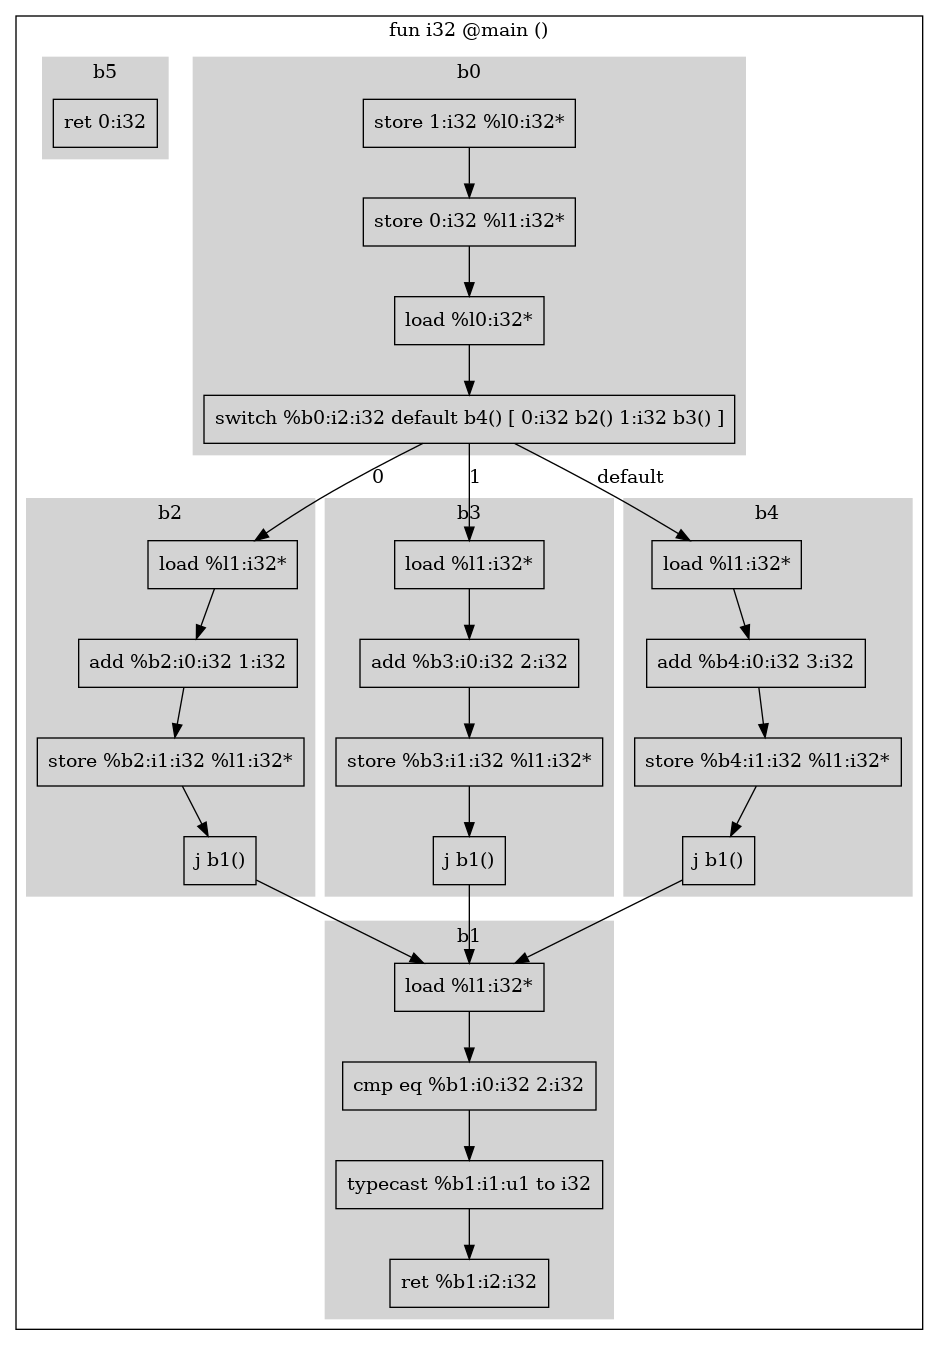 fun i32 @main ()
b5
ret 0:i32
b0
store 1:i32 %l0:i32*
store 0:i32 %l1:i32*
load %l0:i32*
switch %b0:i2:i32 default b4() [ 0:i32 b2() 1:i32 b3() ]
0
1
default
b2
load %l1:i32*
add %b2:i0:i32 1:i32
store %b2:i1:i32 %l1:i32*
j b1()
b3
load %l1:i32*
add %b3:i0:i32 2:i32
store %b3:i1:i32 %l1:i32*
j b1()
b4
load %l1:i32*
add %b4:i0:i32 3:i32
store %b4:i1:i32 %l1:i32*
j b1()
b1
load %l1:i32*
cmp eq %b1:i0:i32 2:i32
typecast %b1:i1:u1 to i32
ret %b1:i2:i32